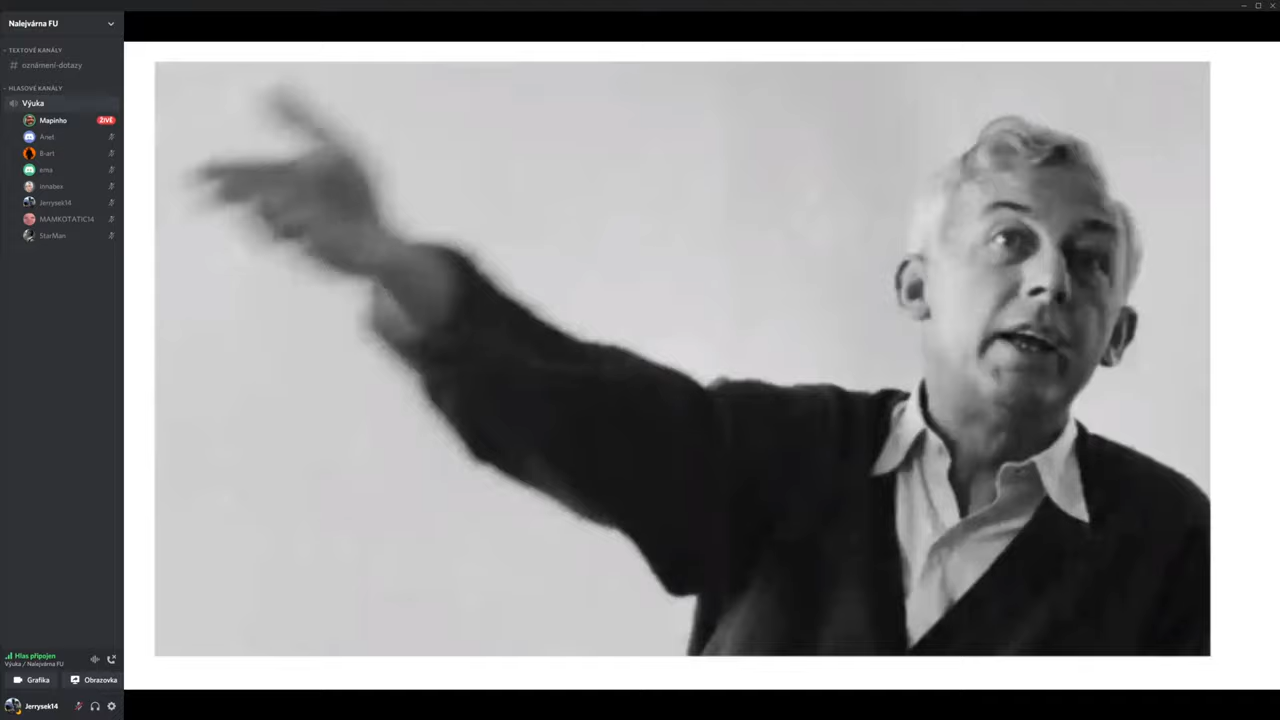 Nalejvárna FU
TEXTOVÉ KANÁLY
# oznámení-dotazy
HLASOVÉ KANÁLY
Výuka
Mapinho ŽIVĚ
Anet
B-art
ema
innabex
Jerrysek14
MAMKOTATIC14
StarMan
Hlas připojen
Výuka / Nalejvárna FU
Grafika Obrazovka
Jerrysek14